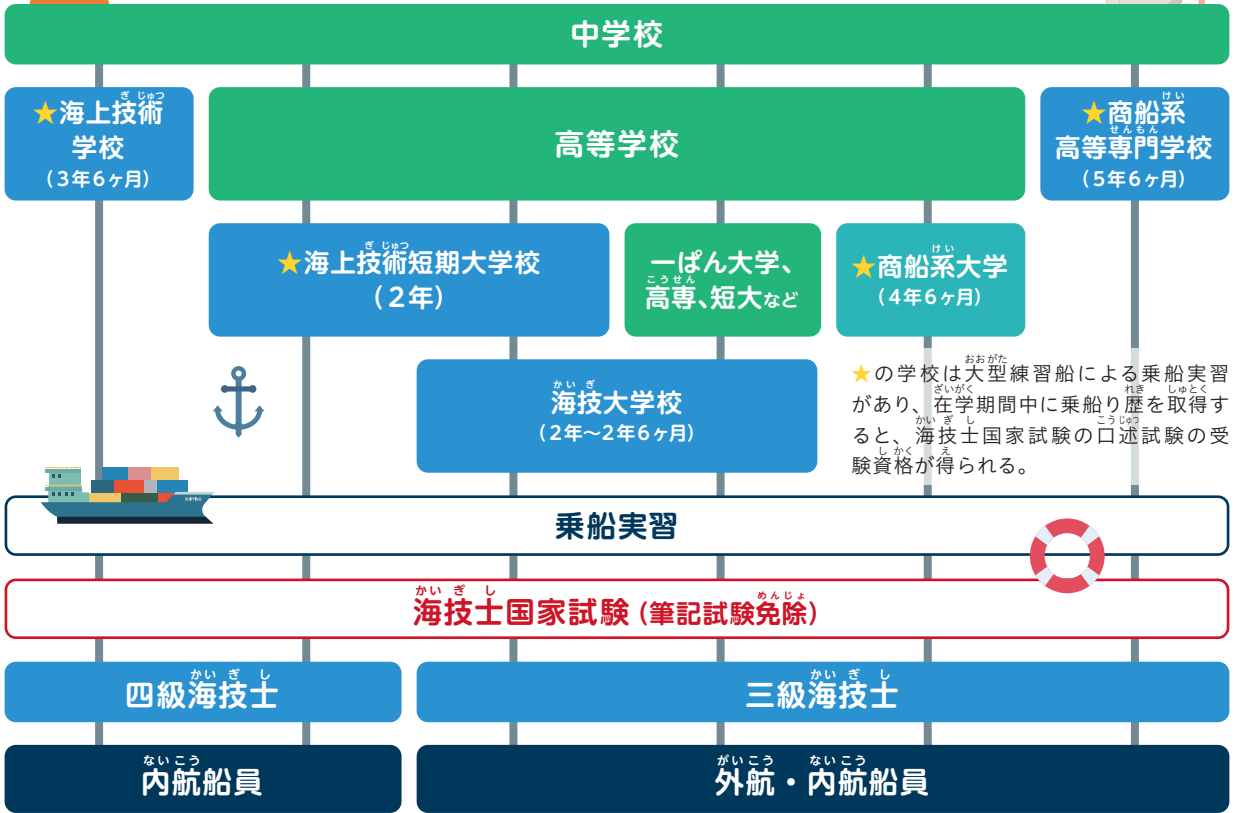 中学校
★海上技術
学校
(3年6ヶ月)
高等学校
★商船系
高等専門学校
(5年6ヶ月)
★海上技術短期大学校
(2年)
一ぱん大学、
高専、短大など
★商船系大学
(4年6ヶ月)
海技大学校
(2年〜2年6ヶ月)
★の学校は大型練習船による乗船実習
があり、在学期間中に乗船り歴を取得す
ると、海技士国家試験の口述試験の受
験資格が得られる。
乗船実習
海技士国家試験(筆記試験免除)
四級海技士
三級海技士
内航船員
外航・内航船員